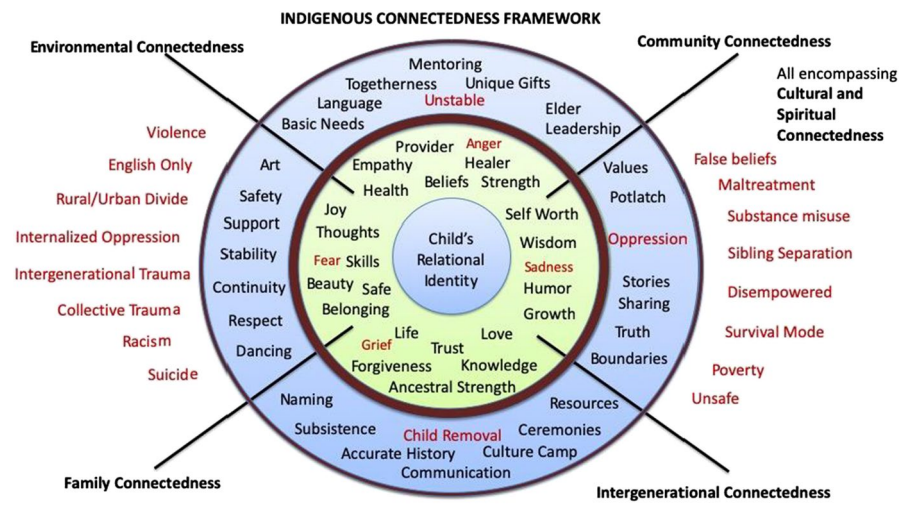 INDIGENOUS CONNECTEDNESS FRAMEWORK
Environmental Connectedness
Community Connectedness
All encompassing
Cultural and
Spiritual
Connectedness
Mentoring
Togetherness
Unique Gifts
Language
Unstable
Basic Needs
Elder
Leadership
Violence
English Only
Rural/Urban Divide
Internalized Oppression
Intergenerational Trauma
Collective Trauma
Racism
Suicide
Art
Safety
Support
Stability
Continuity
Respect
Dancing
Provider
Anger
Empathy
Healer
Health
Beliefs
Strength
Joy
Thoughts
Self Worth
Fear Skills
Wisdom
Sadness
Beauty Safe
Humor
Belonging
Growth
Child's
Relational
Identity
Life
Love
Grief
Trust
Forgiveness
Knowledge
Ancestral Strength
Values
Potlatch
Oppression
Stories
Sharing
Truth
Boundaries
False beliefs
Maltreatment
Substance misuse
Sibling Separation
Disempowered
Survival Mode
Poverty
Unsafe
Naming
Resources
Subsistence
Child Removal
Ceremonies
Accurate History
Culture Camp
Communication
Family Connectedness
Intergenerational Connectedness